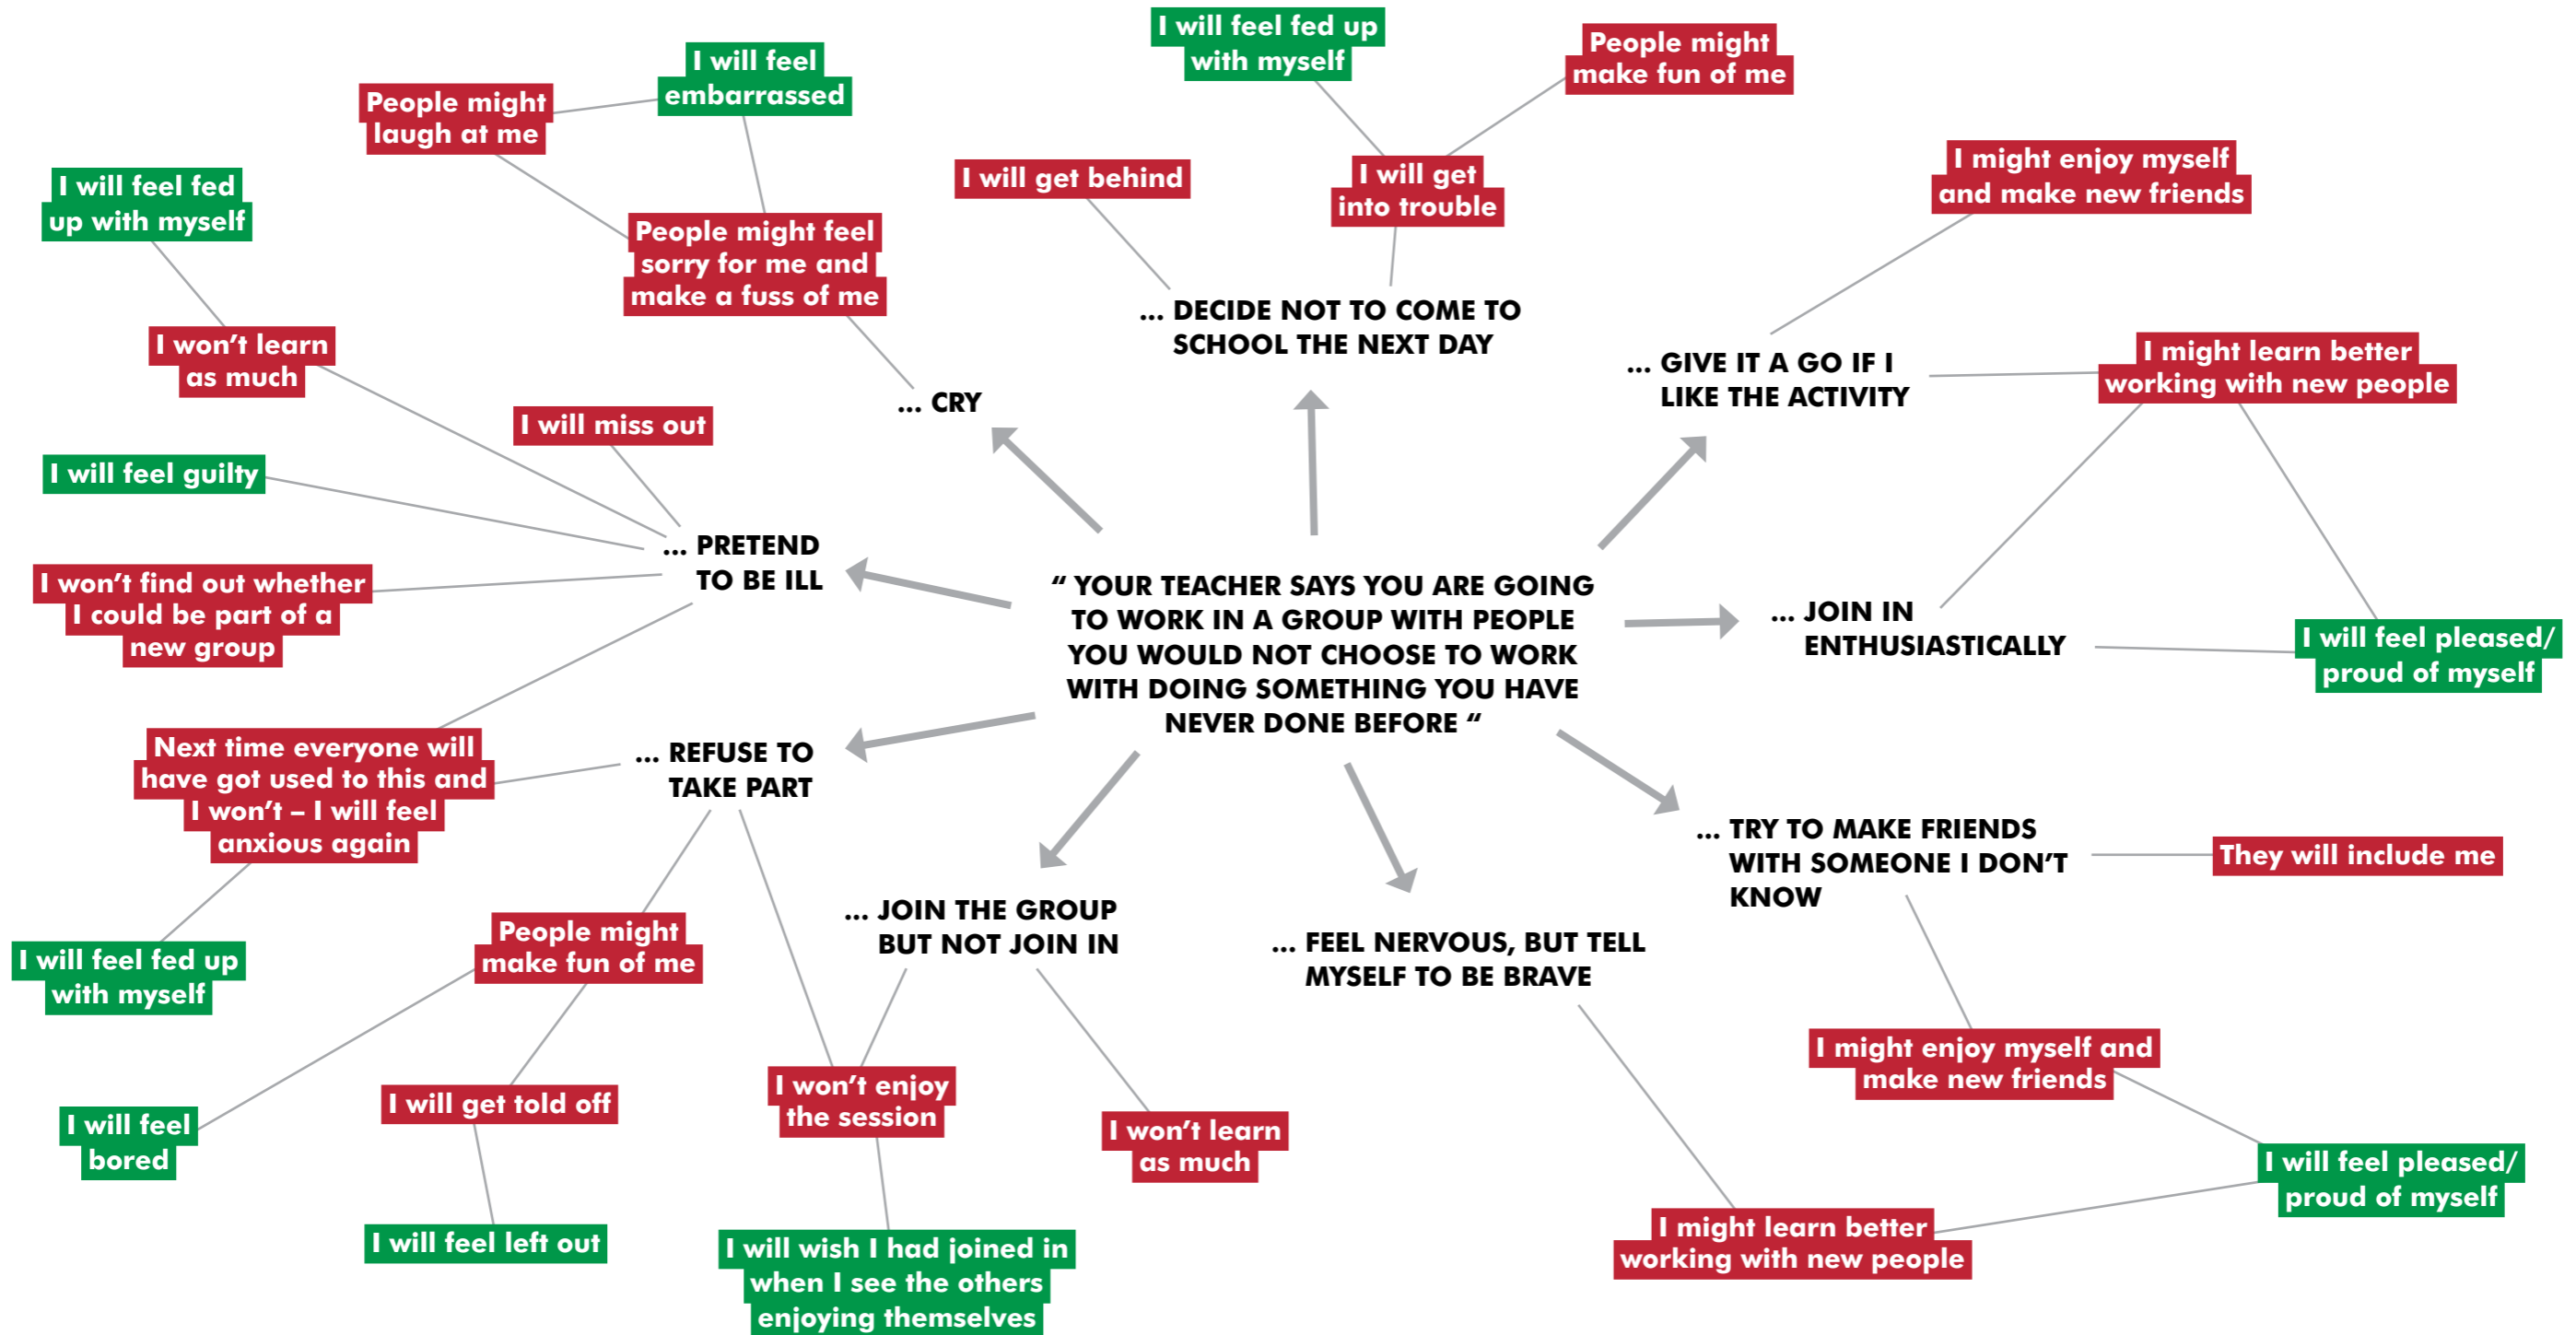 I will feel fed up
with myself
People might
make fun of me
I will feel
embarrassed
People might
laugh at me
I will get behind
I will get
into trouble
I might enjoy myself
and make new friends
I will feel fed
up with myself
People might feel
sorry for me and
make a fuss of me
... DECIDE NOT TO COME TO
SCHOOL THE NEXT DAY
I won’t learn
as much
... GIVE IT A GO IF I
LIKE THE ACTIVITY
I might learn better
working with new people
... CRY
I will miss out
I will feel guilty
... PRETEND
TO BE ILL
I won’t find out whether
I could be part of a
new group
“ YOUR TEACHER SAYS YOU ARE GOING
TO WORK IN A GROUP WITH PEOPLE
YOU WOULD NOT CHOOSE TO WORK
WITH DOING SOMETHING YOU HAVE
NEVER DONE BEFORE “
... JOIN IN
ENTHUSIASTICALLY
I will feel pleased/
proud of myself
Next time everyone will
have got used to this and
I won’t – I will feel
anxious again
... REFUSE TO
TAKE PART
... TRY TO MAKE FRIENDS
WITH SOMEONE I DON’T
KNOW
They will include me
I will feel fed up
with myself
People might
make fun of me
... JOIN THE GROUP
BUT NOT JOIN IN
... FEEL NERVOUS, BUT TELL
MYSELF TO BE BRAVE
I might enjoy myself and
make new friends
I will feel
bored
I will get told off
I won’t enjoy
the session
I won’t learn
as much
I will feel pleased/
proud of myself
I will feel left out
I will wish I had joined in
when I see the others
enjoying themselves
I might learn better
working with new people